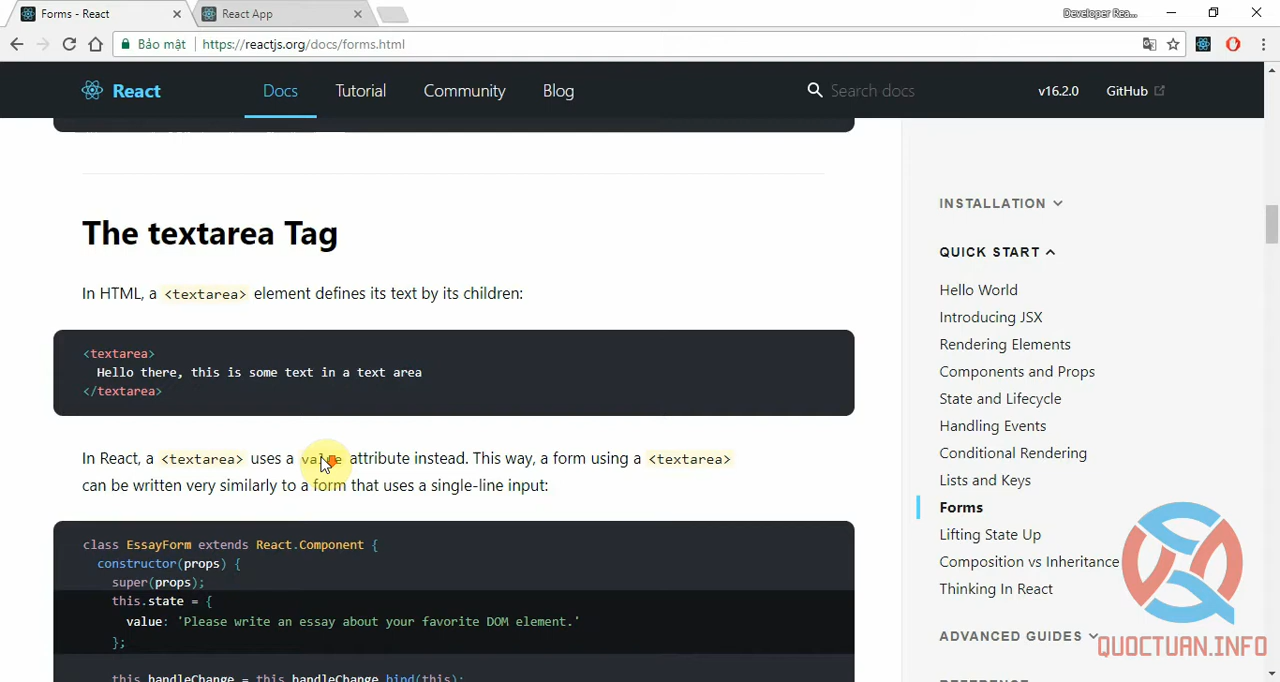 Forms - React
React App
Developer Rea...
Bảo mật
https://reactjs.org/docs/forms.html
React
Docs
Tutorial
Community
Blog
Search docs
v16.2.0
GitHub
The textarea Tag
In HTML, a <textarea> element defines its text by its children:
<textarea>
Hello there, this is some text in a text area
</textarea>
In React, a <textarea> uses a value attribute instead. This way, a form using a <textarea>
can be written very similarly to a form that uses a single-line input:
class EssayForm extends React.Component {
constructor(props) {
super(props);
this.state = {
value: 'Please write an essay about your favorite DOM element.'
};
this.handleChange = this.handleChange.bind(this);
INSTALLATION
QUICK START
Hello World
Introducing JSX
Rendering Elements
Components and Props
State and Lifecycle
Handling Events
Conditional Rendering
Lists and Keys
Forms
Lifting State Up
Composition vs Inheritance
Thinking In React
ADVANCED GUIDES
REFERENCE
QUOCTUAN.INFO